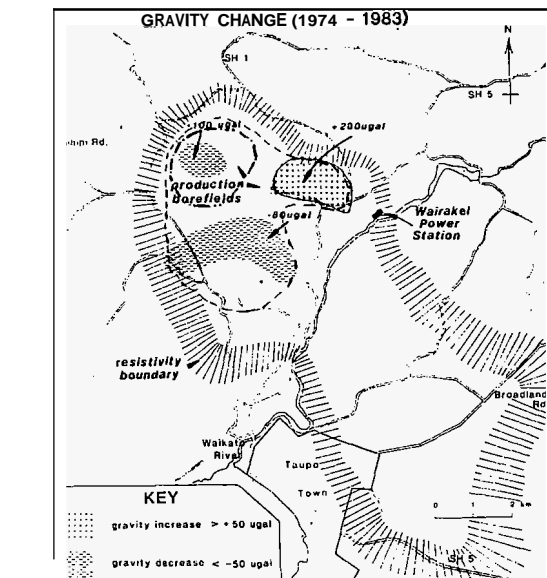 GRAVITY CHANGE (1974 - 1983)
N
SH 1
SH 5
-100 ugal
+200ugal
Rd.
production
borefields
-80ugal
Wairakei
Power
Station
resistivity
boundary
Broadland
Rd
Waikato
River
Taupo
Town
KEY
0 1 2 km
gravity increase > +50 ugal
gravity decrease < -50 ugal
SH 5